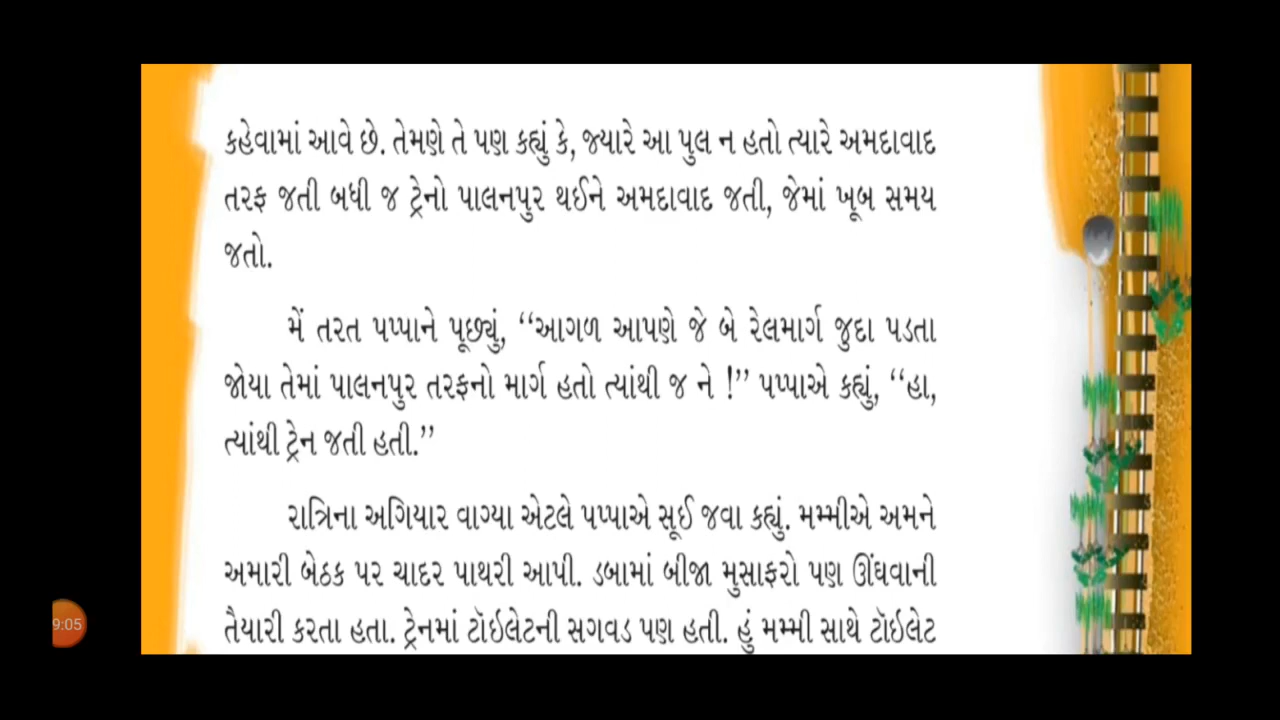 કહેવામાં આવે છે. તેમણે તે પણ કહ્યું કે, જ્યારે આ પુલ ન હતો ત્યારે અમદાવાદ
તરફ જતી બધી જ ટ્રેનો પાલનપુર થઈને અમદાવાદ જતી, જેમાં ખૂબ સમય
જતો.
મેં તરત પપ્પાને પૂછ્યું, “આગળ આપણે જે બે રેલમાર્ગ જુદા પડતા
જોયા તેમાં પાલનપુર તરફનો માર્ગ હતો ત્યાંથી જ ને !” પપ્પાએ કહ્યું, “હા,
ત્યાંથી ટ્રેન જતી હતી.”
રાત્રિના અગિયાર વાગ્યા એટલે પપ્પાએ સૂઈ જવા કહ્યું. મમ્મીએ અમને
અમારી બેઠક પર ચાદર પાથરી આપી. ડબામાં બીજા મુસાફરો પણ ઊંઘવાની
તૈયારી કરતા હતા. ટ્રેનમાં ટૉઇલેટની સગવડ પણ હતી. હું મમ્મી સાથે ટૉઇલેટ
9:05